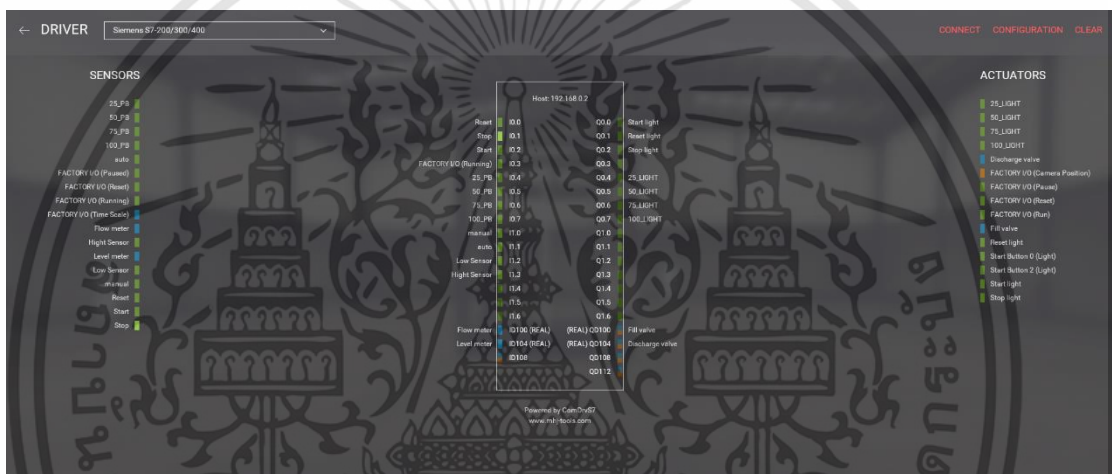 ← DRIVER Siemens S7-200/300/400 CONNECT CONFIGURATION CLEAR
SENSORS
25_PB
50_PB
75_PB
100_PB
auto
FACTORY I/O (Paused)
FACTORY I/O (Reset)
FACTORY I/O (Running)
FACTORY I/O (Time Scale)
Flow meter
Hight Sensor
Level meter
Low Sensor
manual
Reset
Start
Stop
Host: 192.168.0.2
Reset I0.0 Q0.0 Start light
Stop I0.1 Q0.1 Reset light
Start I0.2 Q0.2 Stop light
FACTORY I/O (Running) I0.3 Q0.3
25_PB I0.4 Q0.4 25_LIGHT
50_PB I0.5 Q0.5 50_LIGHT
75_PB I0.6 Q0.6 75_LIGHT
100_PB I0.7 Q0.7 100_LIGHT
manual I1.0 Q1.0
auto I1.1 Q1.1
Low Sensor I1.2 Q1.2
Hight Sensor I1.3 Q1.3
I1.4 Q1.4
I1.5 Q1.5
I1.6 Q1.6
Flow meter ID100 (REAL) (REAL) QD100 Fill valve
Level meter ID104 (REAL) (REAL) QD104 Discharge valve
ID108 QD108
QD112
Powered by ComDrvS7
www.mhj-tools.com
ACTUATORS
25_LIGHT
50_LIGHT
75_LIGHT
100_LIGHT
Discharge valve
FACTORY I/O (Camera Position)
FACTORY I/O (Pause)
FACTORY I/O (Reset)
FACTORY I/O (Run)
Fill valve
Reset light
Start Button 0 (Light)
Start Button 2 (Light)
Start light
Stop light